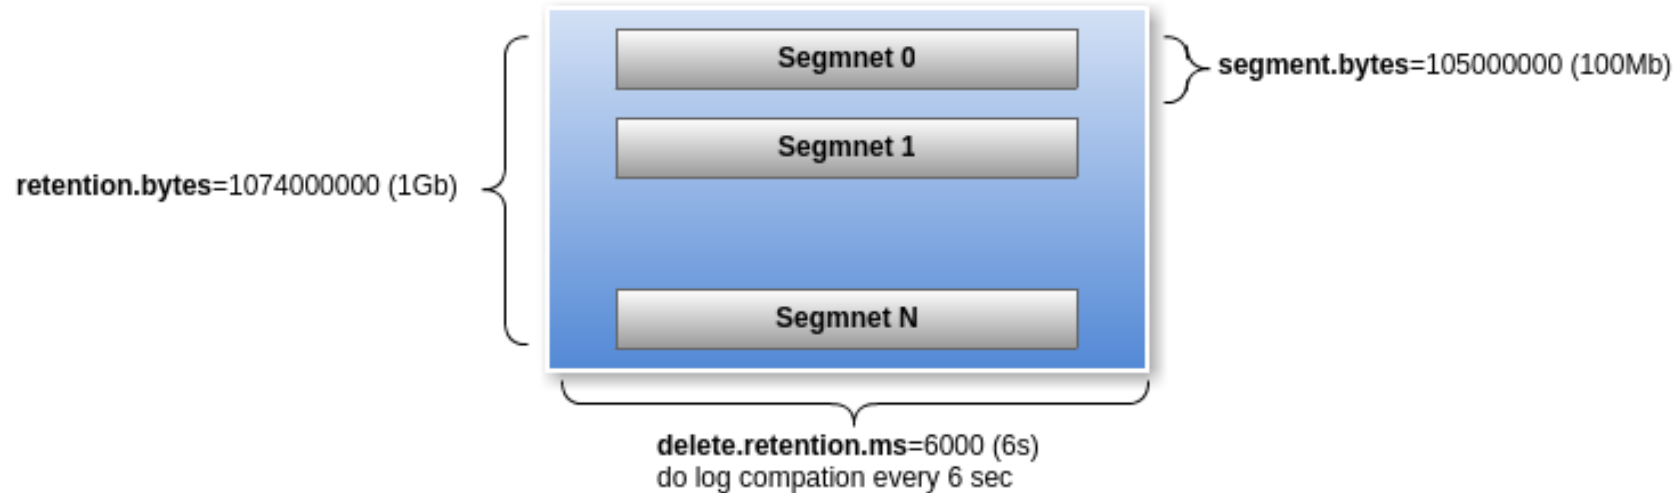 Segmnet 0
segment.bytes=105000000 (100Mb)
Segmnet 1
retention.bytes=1074000000 (1Gb)
Segmnet N
delete.retention.ms=6000 (6s)
do log compation every 6 sec